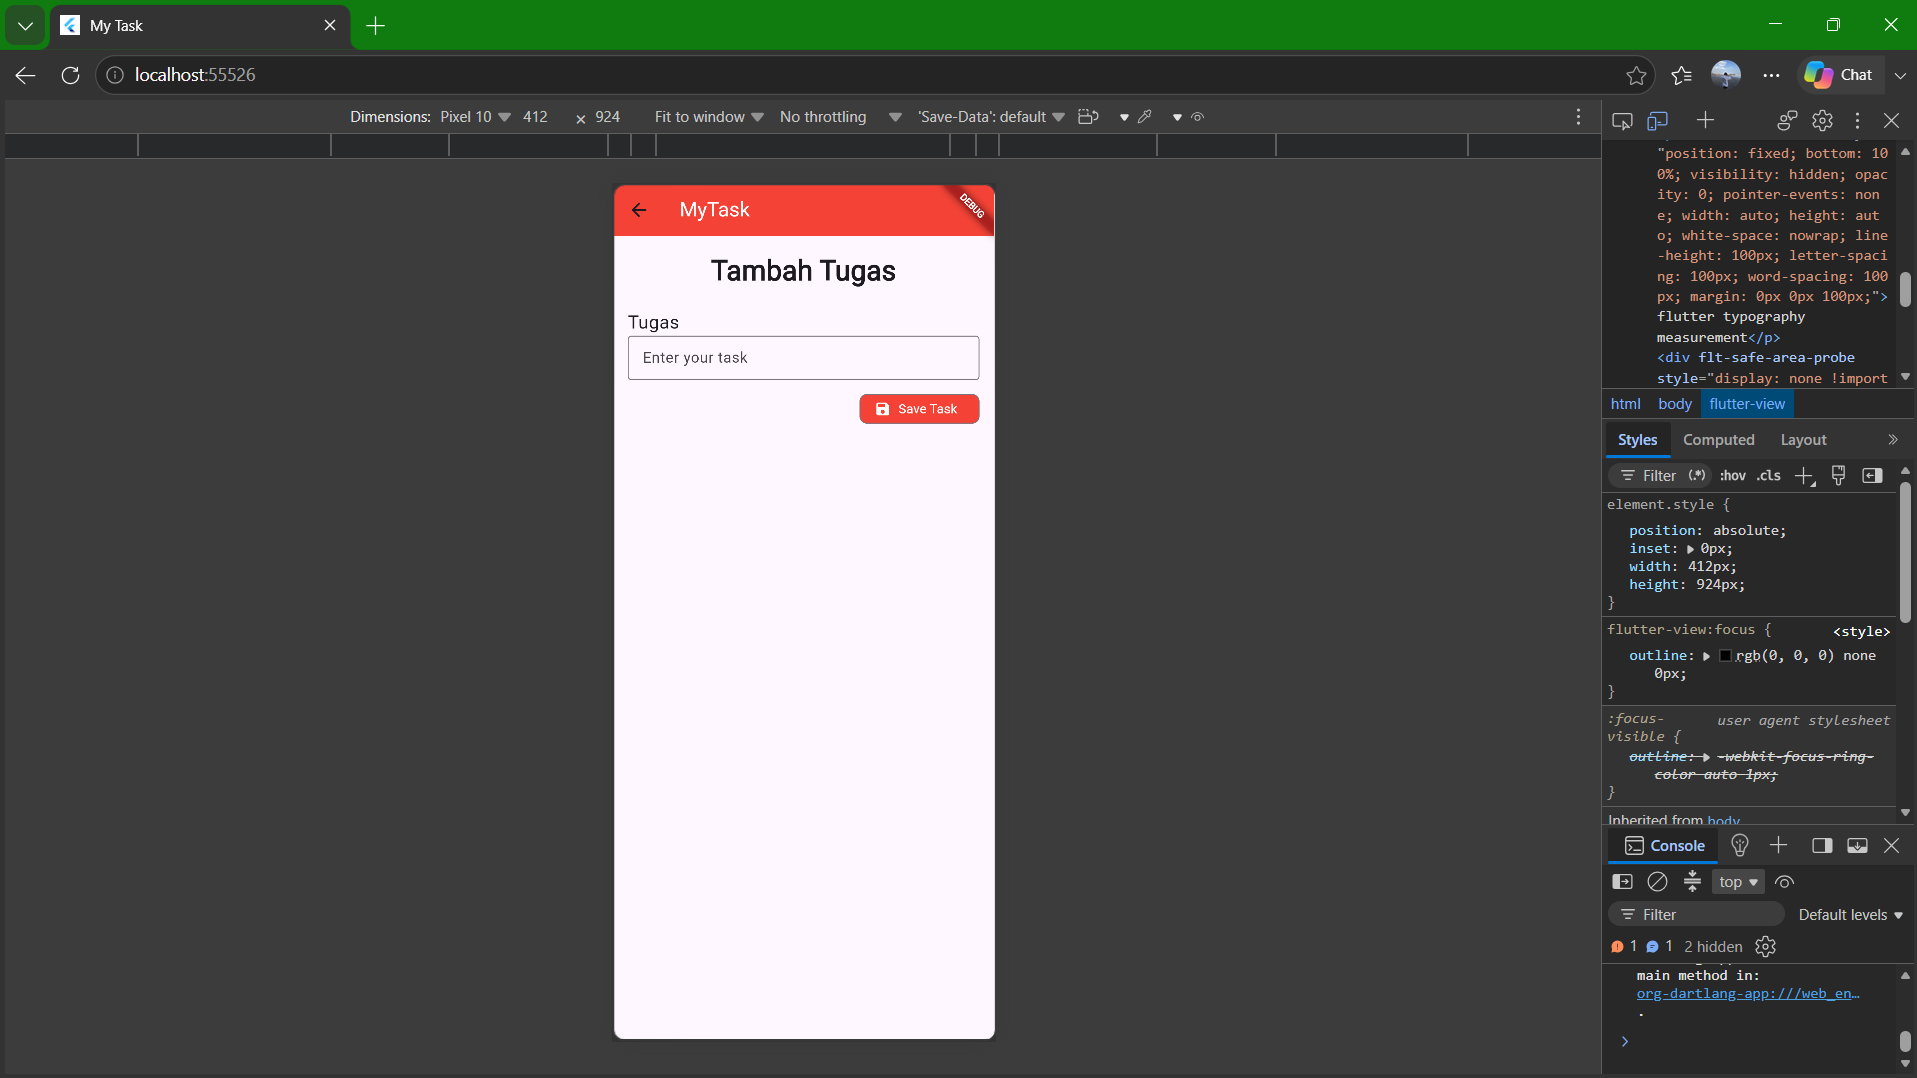 My Task
localhost:55526
Chat
Dimensions: Pixel 10 412 × 924 Fit to window No throttling 'Save-Data': default
MyTask
DEBUG
Tambah Tugas
Tugas
Enter your task
Save Task
"position: fixed; bottom: 10
0%; visibility: hidden; opac
ity: 0; pointer-events: non
e; width: auto; height: aut
o; white-space: nowrap; line
-height: 100px; letter-spaci
ng: 100px; word-spacing: 100
px; margin: 0px 0px 100px;">
flutter typography
measurement</p>
<div flt-safe-area-probe
style="display: none !import
html body flutter-view
Styles Computed Layout
Filter (.*) :hov .cls
element.style {
position: absolute;
inset: 0px;
width: 412px;
height: 924px;
}
flutter-view:focus { <style>
outline: rgb(0, 0, 0) none
0px;
}
:focus- user agent stylesheet
visible {
outline: -webkit-focus-ring-
color auto 1px;
}
Inherited from body
Console
top
Filter Default levels
1 1 2 hidden
main method in:
org-dartlang-app:///web_en…
.